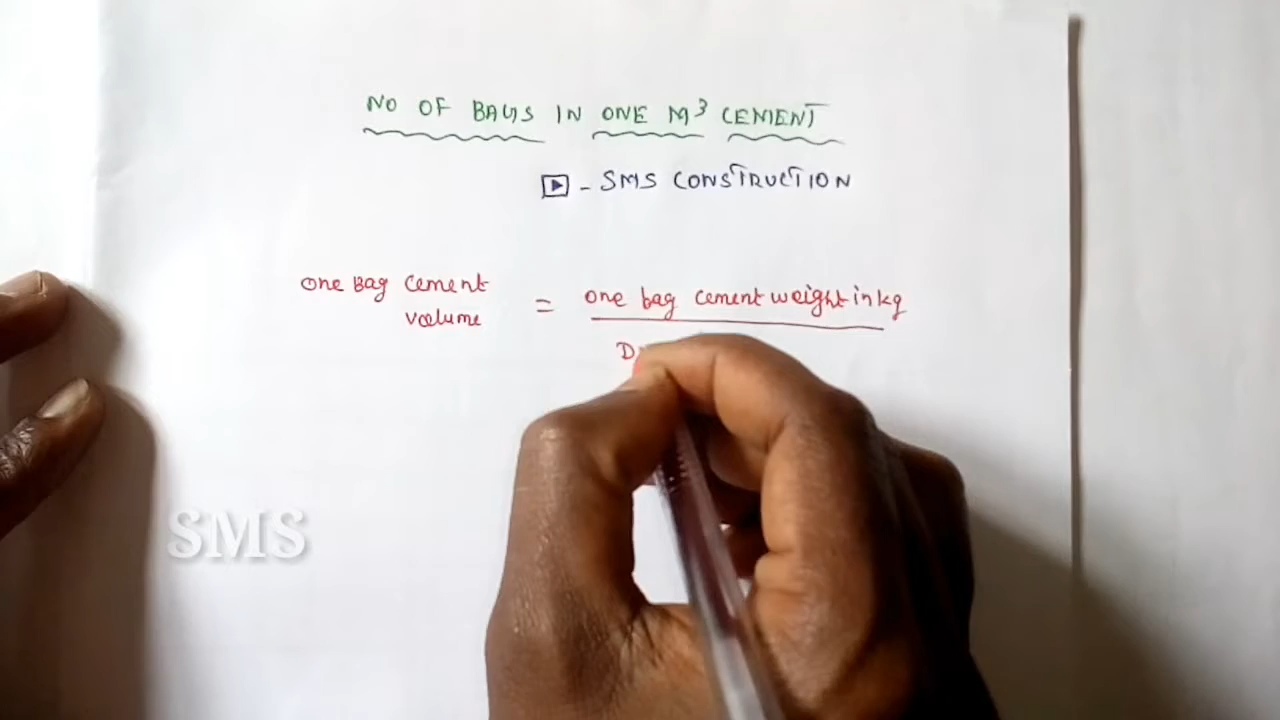 NO OF BAGS IN ONE M³ CEMENT
- SMS CONSTRUCTION
One Bag Cement
volume
= one bag cement weight in kg
SMS